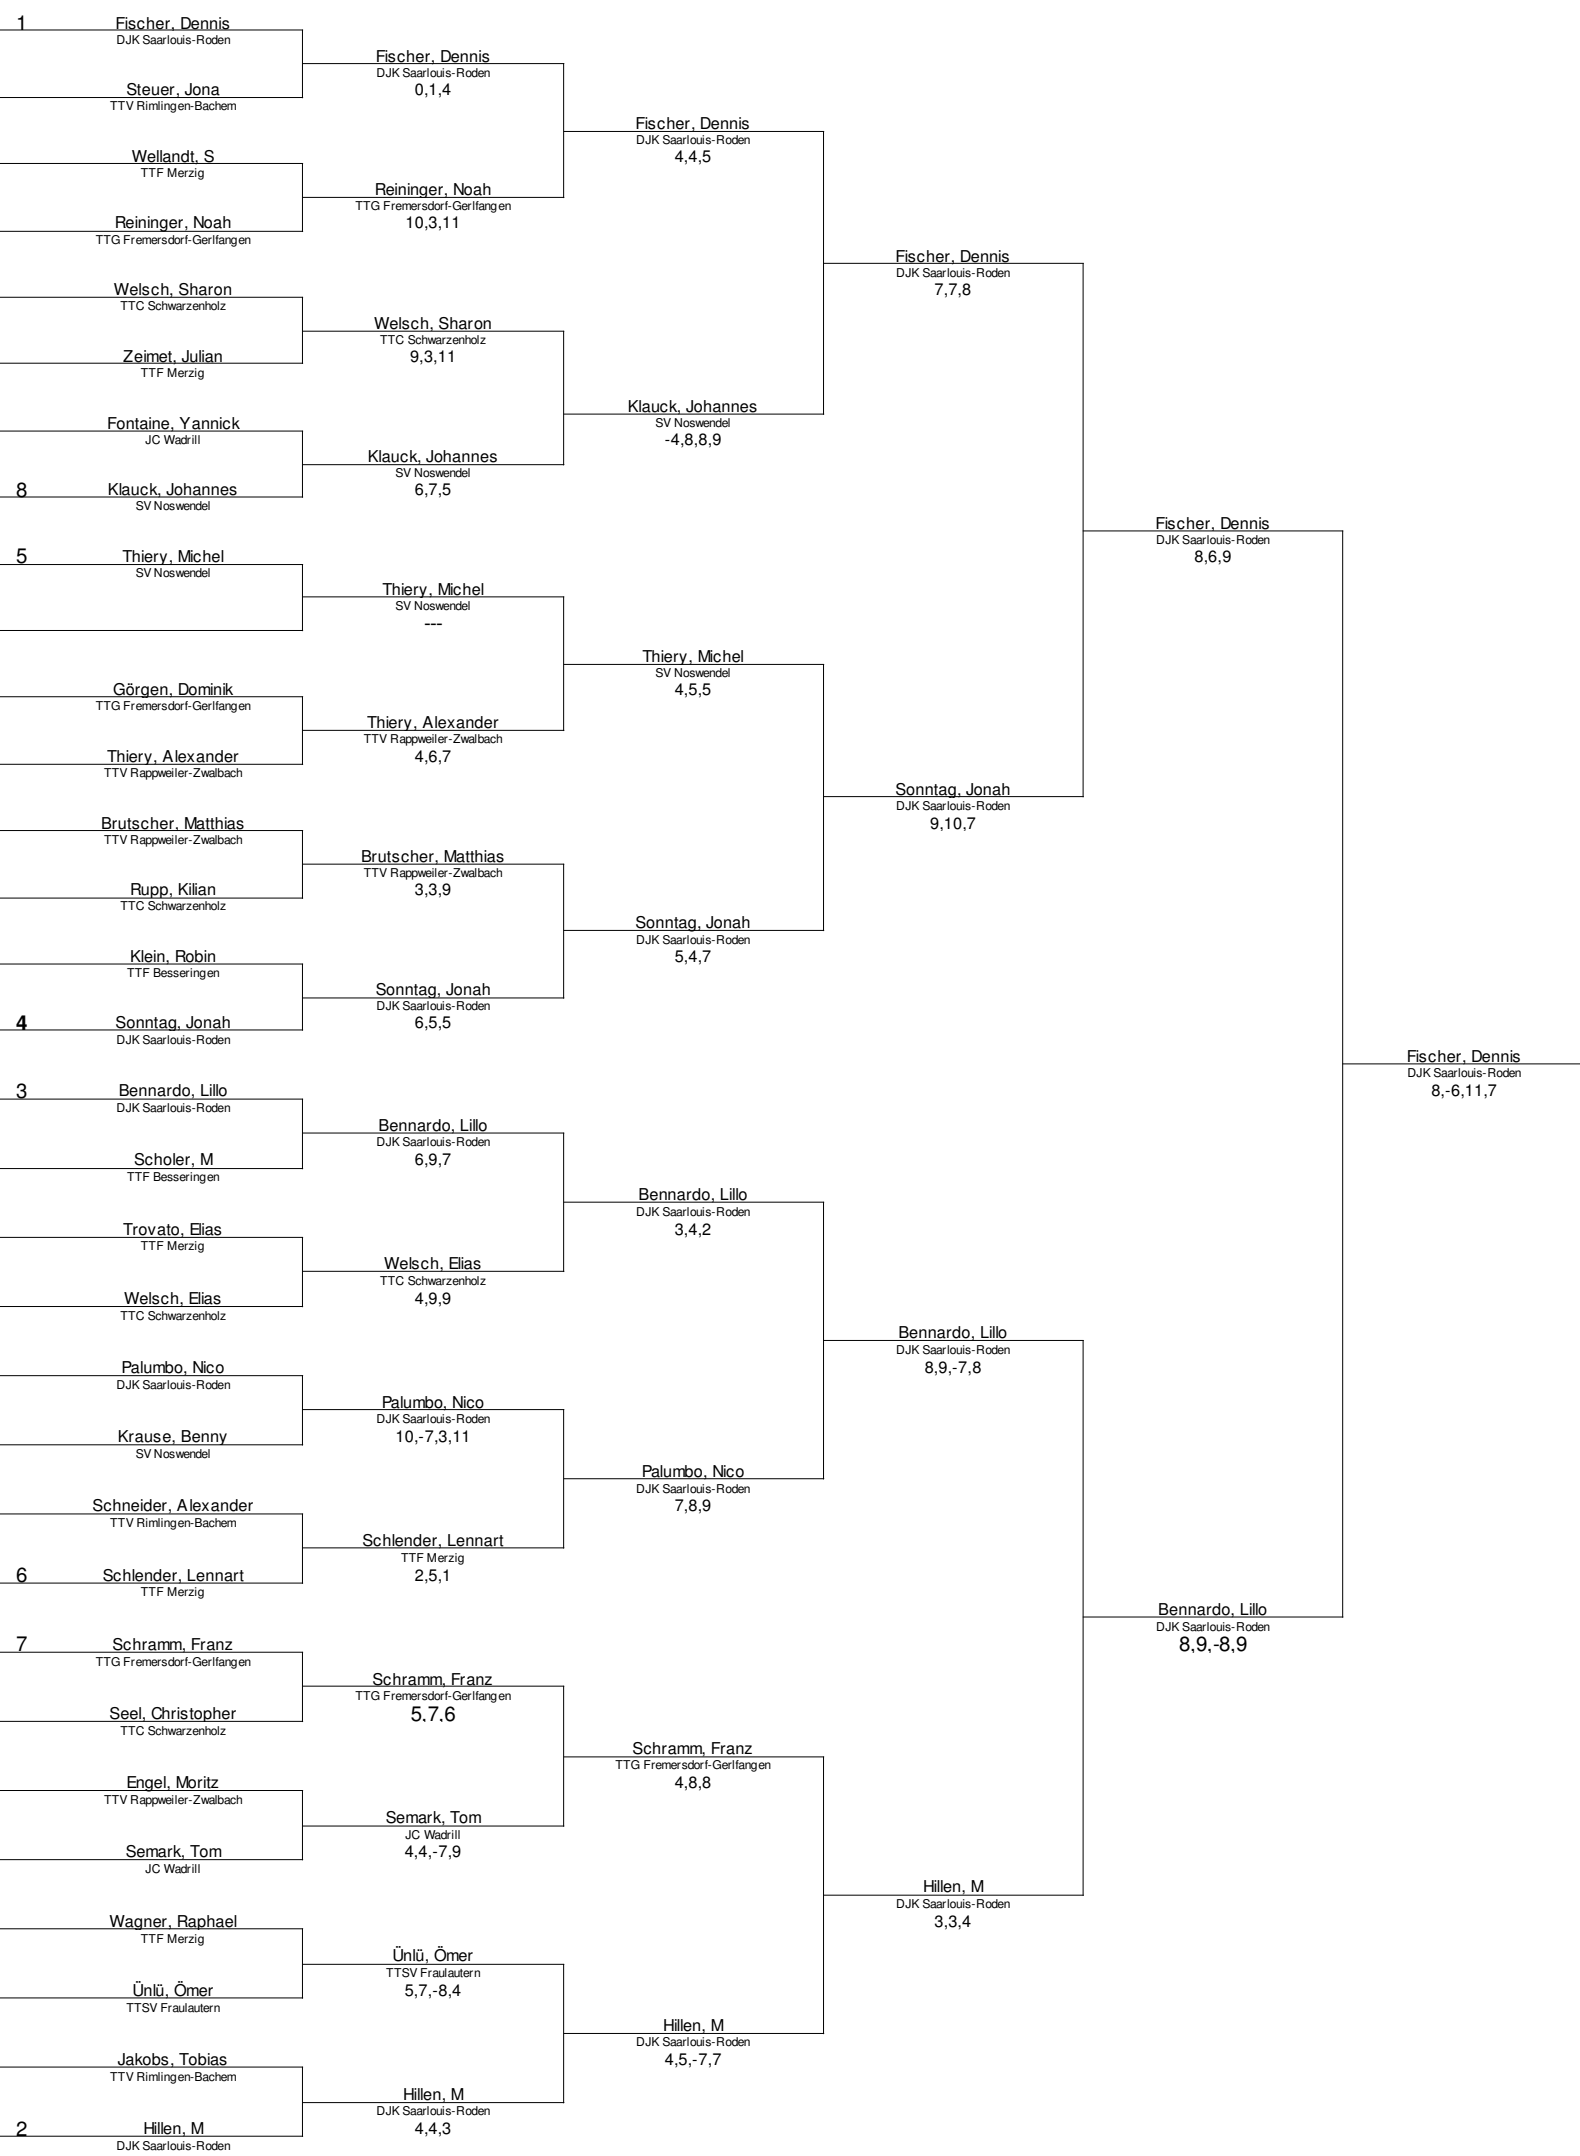 1
Fischer, Dennis
DJK Saarlouis-Roden
Steuer, Jona
TTV Rimlingen-Bachem
Wellandt, S
TTF Merzig
Reininger, Noah
TTG Fremersdorf-Gerlfangen
Welsch, Sharon
TTC Schwarzenholz
Zeimet, Julian
TTF Merzig
Fontaine, Yannick
JC Wadrill
8
Klauck, Johannes
SV Noswendel
5
Thiery, Michel
SV Noswendel
Görgen, Dominik
TTG Fremersdorf-Gerlfangen
Thiery, Alexander
TTV Rappweiler-Zwalbach
Brutscher, Matthias
TTV Rappweiler-Zwalbach
Rupp, Kilian
TTC Schwarzenholz
Klein, Robin
TTF Besseringen
4
Sonntag, Jonah
DJK Saarlouis-Roden
3
Bennardo, Lillo
DJK Saarlouis-Roden
Scholer, M
TTF Besseringen
Trovato, Elias
TTF Merzig
Welsch, Elias
TTC Schwarzenholz
Palumbo, Nico
DJK Saarlouis-Roden
Krause, Benny
SV Noswendel
Schneider, Alexander
TTV Rimlingen-Bachem
6
Schlender, Lennart
TTF Merzig
7
Schramm, Franz
TTG Fremersdorf-Gerlfangen
Seel, Christopher
TTC Schwarzenholz
Engel, Moritz
TTV Rappweiler-Zwalbach
Semark, Tom
JC Wadrill
Wagner, Raphael
TTF Merzig
Ünlü, Ömer
TTSV Fraulautern
Jakobs, Tobias
TTV Rimlingen-Bachem
2
Hillen, M
DJK Saarlouis-Roden
Fischer, Dennis
DJK Saarlouis-Roden
0,1,4
Reininger, Noah
TTG Fremersdorf-Gerlfangen
10,3,11
Welsch, Sharon
TTC Schwarzenholz
9,3,11
Klauck, Johannes
SV Noswendel
6,7,5
Thiery, Michel
SV Noswendel
---
Thiery, Alexander
TTV Rappweiler-Zwalbach
4,6,7
Brutscher, Matthias
TTV Rappweiler-Zwalbach
3,3,9
Sonntag, Jonah
DJK Saarlouis-Roden
6,5,5
Bennardo, Lillo
DJK Saarlouis-Roden
6,9,7
Welsch, Elias
TTC Schwarzenholz
4,9,9
Palumbo, Nico
DJK Saarlouis-Roden
10,-7,3,11
Schlender, Lennart
TTF Merzig
2,5,1
Schramm, Franz
TTG Fremersdorf-Gerlfangen
5,7,6
Semark, Tom
JC Wadrill
4,4,-7,9
Ünlü, Ömer
TTSV Fraulautern
5,7,-8,4
Hillen, M
DJK Saarlouis-Roden
4,4,3
Fischer, Dennis
DJK Saarlouis-Roden
4,4,5
Klauck, Johannes
SV Noswendel
-4,8,8,9
Thiery, Michel
SV Noswendel
4,5,5
Sonntag, Jonah
DJK Saarlouis-Roden
5,4,7
Bennardo, Lillo
DJK Saarlouis-Roden
3,4,2
Palumbo, Nico
DJK Saarlouis-Roden
7,8,9
Schramm, Franz
TTG Fremersdorf-Gerlfangen
4,8,8
Hillen, M
DJK Saarlouis-Roden
4,5,-7,7
Fischer, Dennis
DJK Saarlouis-Roden
7,7,8
Sonntag, Jonah
DJK Saarlouis-Roden
9,10,7
Bennardo, Lillo
DJK Saarlouis-Roden
8,9,-7,8
Hillen, M
DJK Saarlouis-Roden
3,3,4
Fischer, Dennis
DJK Saarlouis-Roden
8,6,9
Bennardo, Lillo
DJK Saarlouis-Roden
8,9,-8,9
Fischer, Dennis
DJK Saarlouis-Roden
8,-6,11,7